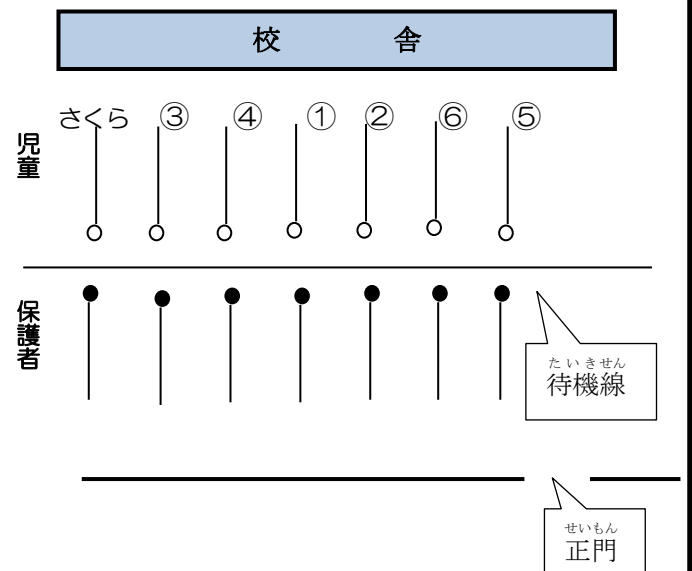 校 舎
さくら ③ ④ ① ② ⑥ ⑤
児童
保護者
たいきせん
待機線
せいもん
正門